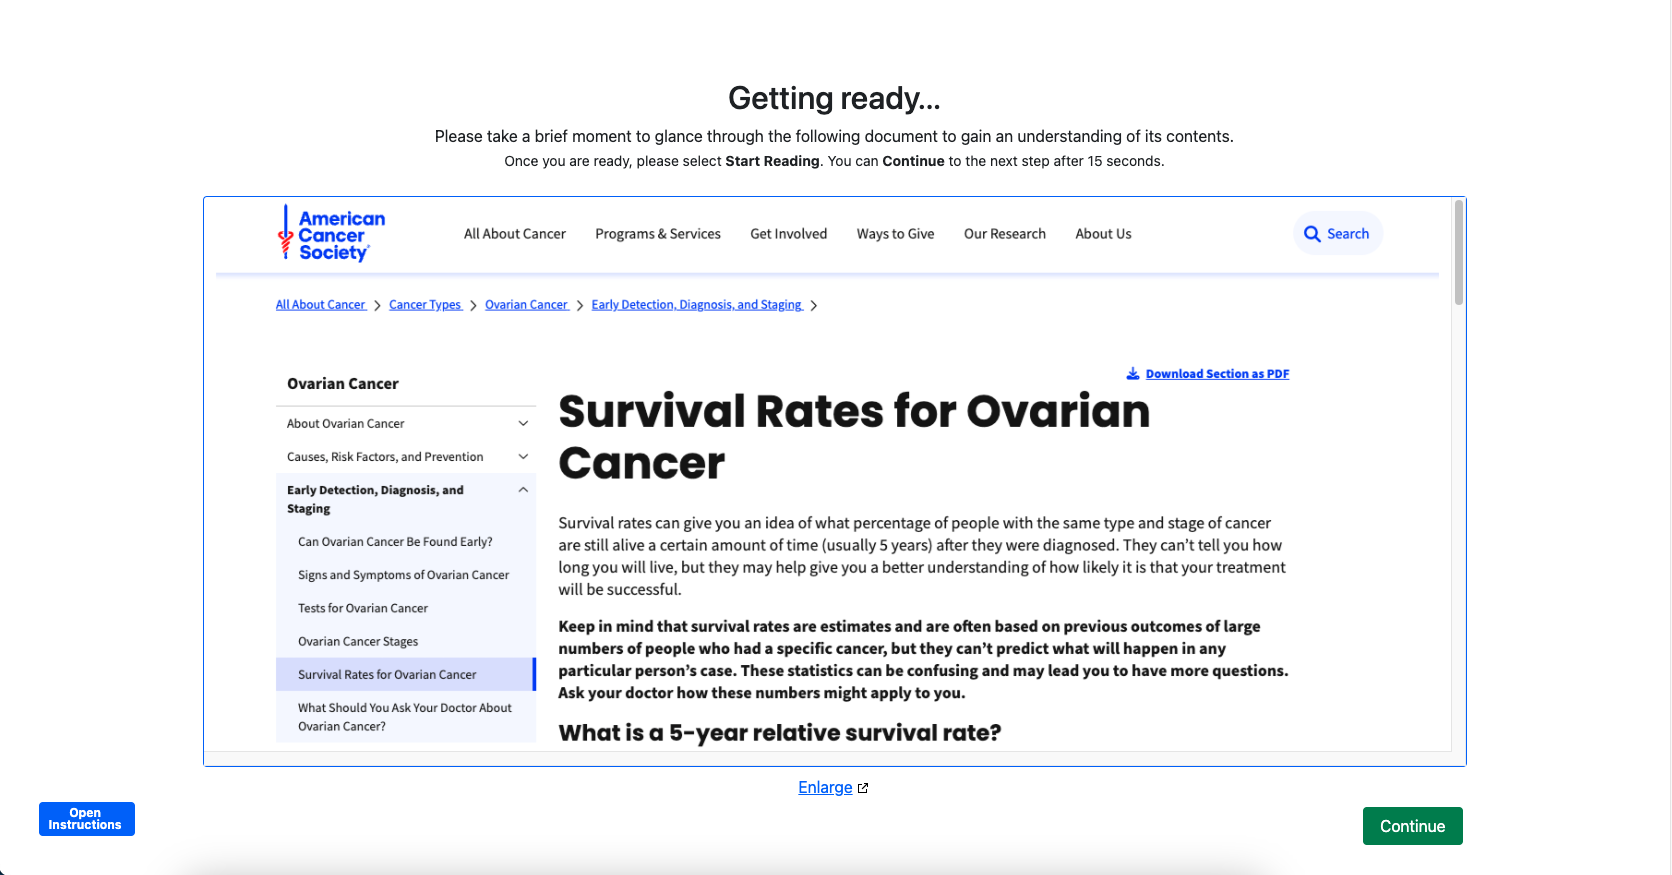 Getting ready...
Please take a brief moment to glance through the following document to gain an understanding of its contents.
Once you are ready, please select Start Reading. You can Continue to the next step after 15 seconds.
American
Cancer
Society
All About Cancer
Programs & Services
Get Involved
Ways to Give
Our Research
About Us
Search
All About Cancer
Cancer Types
Ovarian Cancer
Early Detection, Diagnosis, and Staging
Ovarian Cancer
About Ovarian Cancer
Causes, Risk Factors, and Prevention
Early Detection, Diagnosis, and
Staging
Can Ovarian Cancer Be Found Early?
Signs and Symptoms of Ovarian Cancer
Tests for Ovarian Cancer
Ovarian Cancer Stages
Survival Rates for Ovarian Cancer
What Should You Ask Your Doctor About
Ovarian Cancer?
Download Section as PDF
Survival Rates for Ovarian
Cancer
Survival rates can give you an idea of what percentage of people with the same type and stage of cancer
are still alive a certain amount of time (usually 5 years) after they were diagnosed. They can't tell you how
long you will live, but they may help give you a better understanding of how likely it is that your treatment
will be successful.
Keep in mind that survival rates are estimates and are often based on previous outcomes of large
numbers of people who had a specific cancer, but they can't predict what will happen in any
particular person's case. These statistics can be confusing and may lead you to have more questions.
Ask your doctor how these numbers might apply to you.
What is a 5-year relative survival rate?
Enlarge
Open
Instructions
Continue